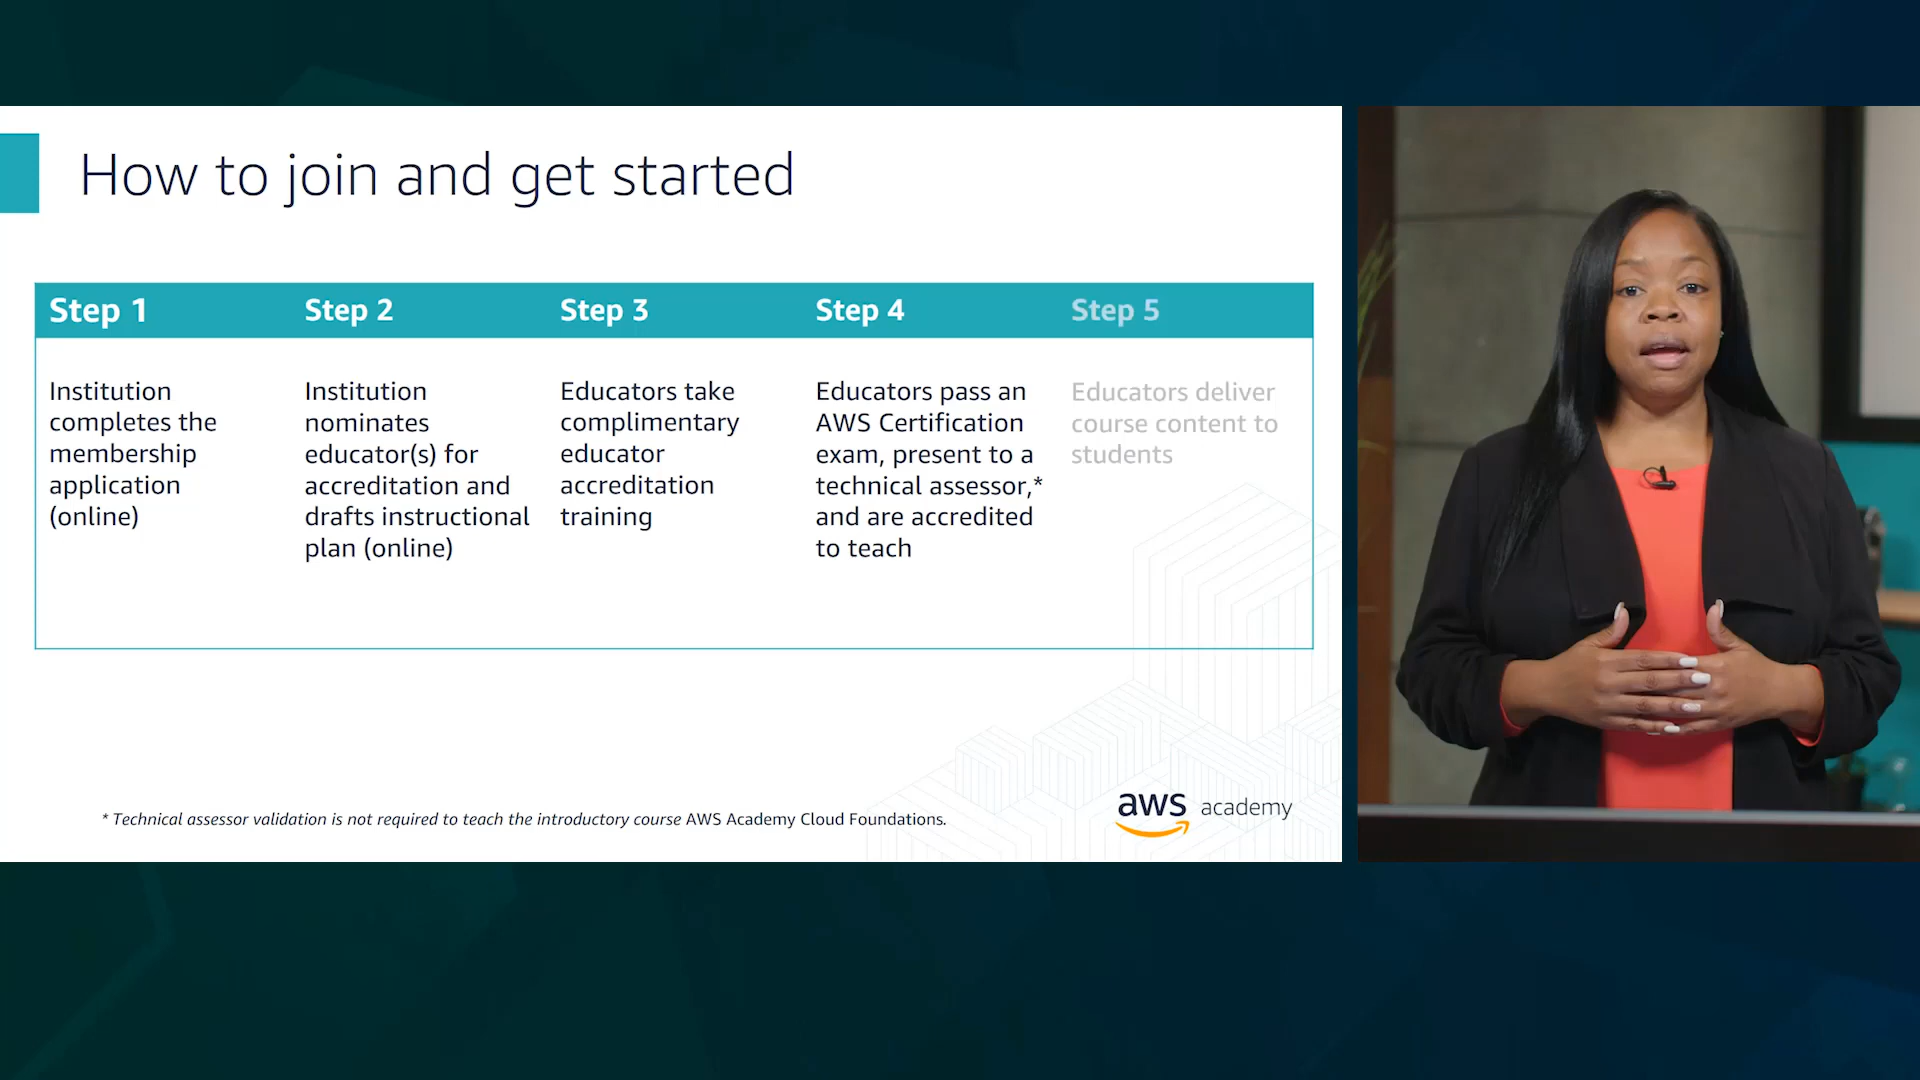 How to join and get started
Step 1
Step 2
Step 3
Step 4
Step 5
Institution
completes the
membership
application
(online)
Institution
nominates
educator(s) for
accreditation and
drafts instructional
plan (online)
Educators take
complimentary
educator
accreditation
training
Educators pass an
AWS Certification
exam, present to a
technical assessor,*
and are accredited
to teach
Educators deliver
course content to
students
* Technical assessor validation is not required to teach the introductory course AWS Academy Cloud Foundations.
aws academy